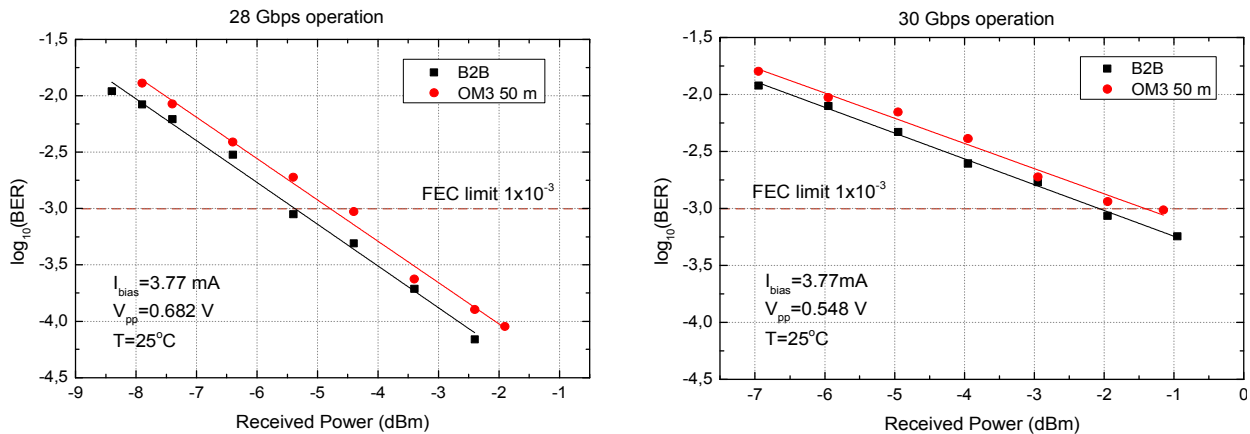 28 Gbps operation
-1,5
-2,0
-2,5
-3,0
-3,5
-4,0
-4,5
log10(BER)
B2B
OM3 50 m
FEC limit 1x10-3
Ibias=3.77 mA
Vpp=0.682 V
T=25oC
-9 -8 -7 -6 -5 -4 -3 -2 -1
Received Power (dBm)
30 Gbps operation
-1,5
-2,0
-2,5
-3,0
-3,5
-4,0
-4,5
log10(BER)
B2B
OM3 50 m
FEC limit 1x10-3
Ibias=3.77mA
Vpp=0.548 V
T=25oC
-7 -6 -5 -4 -3 -2 -1 0
Received Power (dBm)